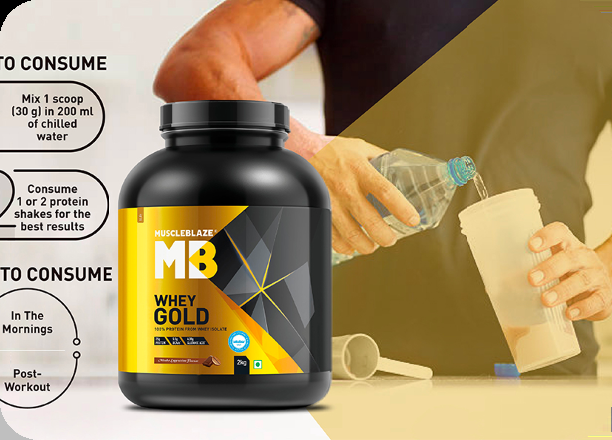 TO CONSUME
Mix 1 scoop
(30 g) in 200 ml
of chilled
water
2
Consume
1 or 2 protein
shakes for the
best results
TO CONSUME
In The
Mornings
Post-
Workout
MUSCLEBLAZE®
MB
WHEY
GOLD
100% PROTEIN FROM WHEY ISOLATE
2kg